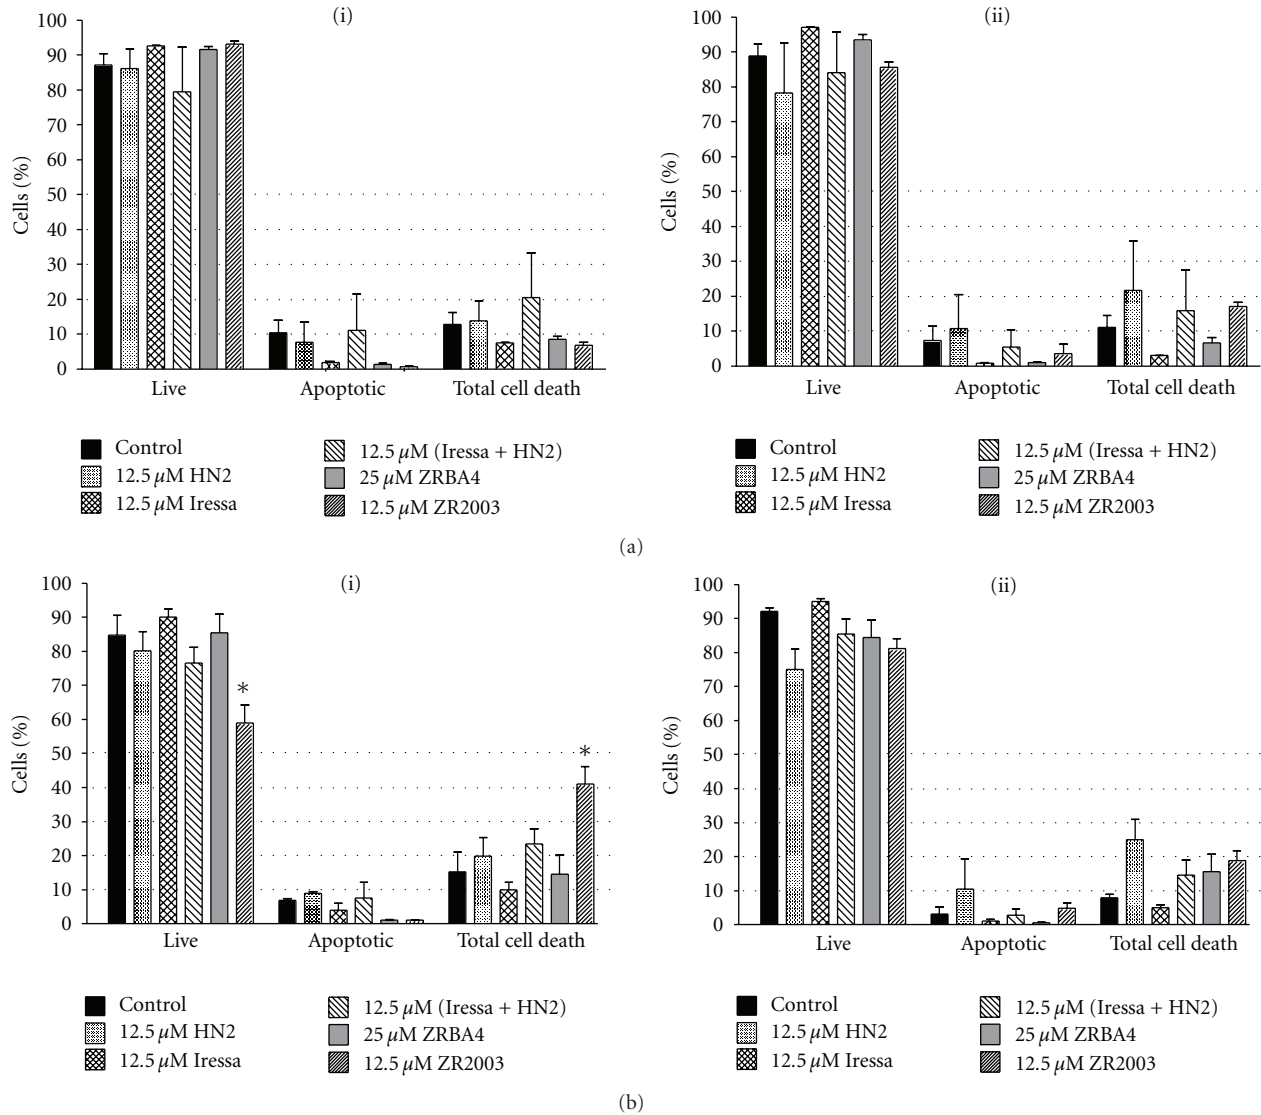 (i)
100
90
80
70
60
50
40
30
20
10
0
Cells (%)
Live
Apoptotic
Total cell death
Control
12.5 μM HN2
12.5 μM Iressa
12.5 μM (Iressa + HN2)
25 μM ZRBA4
12.5 μM ZR2003
(ii)
100
90
80
70
60
50
40
30
20
10
0
Cells (%)
Live
Apoptotic
Total cell death
Control
12.5 μM HN2
12.5 μM Iressa
12.5 μM (Iressa + HN2)
25 μM ZRBA4
12.5 μM ZR2003
(a)
(i)
100
90
80
70
60
50
40
30
20
10
0
Cells (%)
*
*
Live
Apoptotic
Total cell death
Control
12.5 μM HN2
12.5 μM Iressa
12.5 μM (Iressa + HN2)
25 μM ZRBA4
12.5 μM ZR2003
(ii)
100
90
80
70
60
50
40
30
20
10
0
Cells (%)
Live
Apoptotic
Total cell death
Control
12.5 μM HN2
12.5 μM Iressa
12.5 μM (Iressa + HN2)
25 μM ZRBA4
12.5 μM ZR2003
(b)